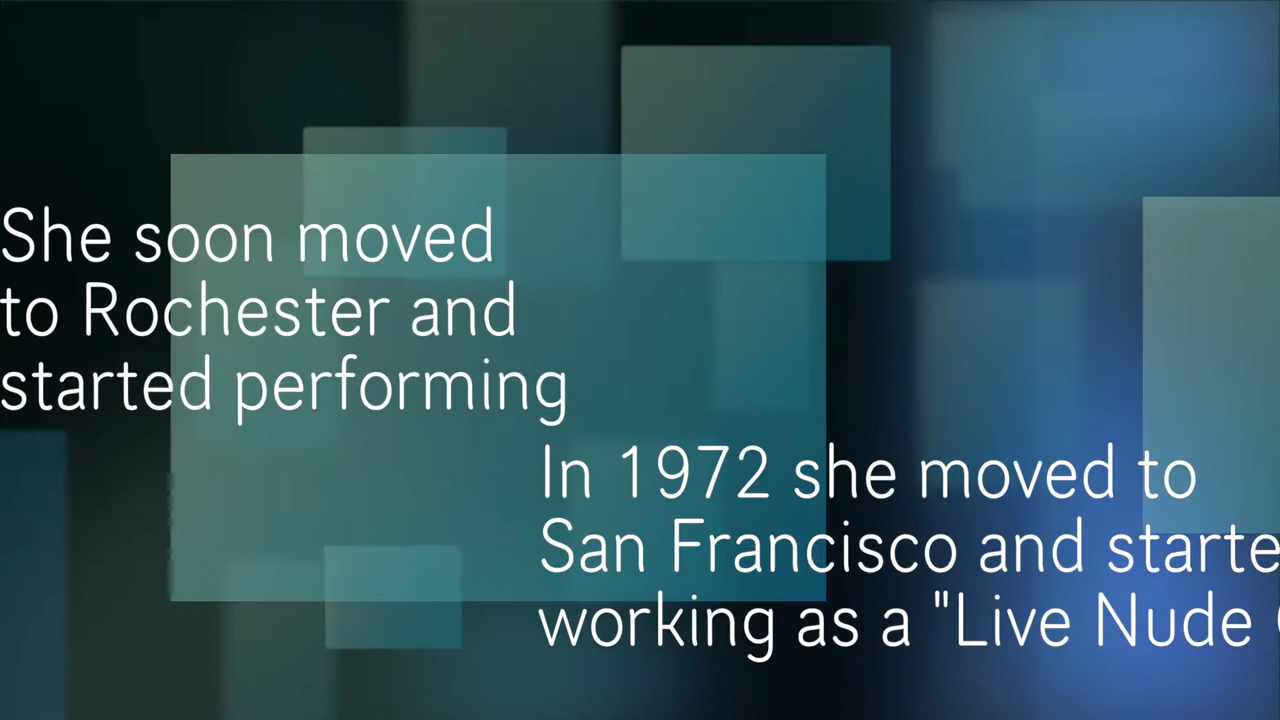 She soon moved
to Rochester and
started performing
In 1972 she moved to
San Francisco and starte
working as a "Live Nude